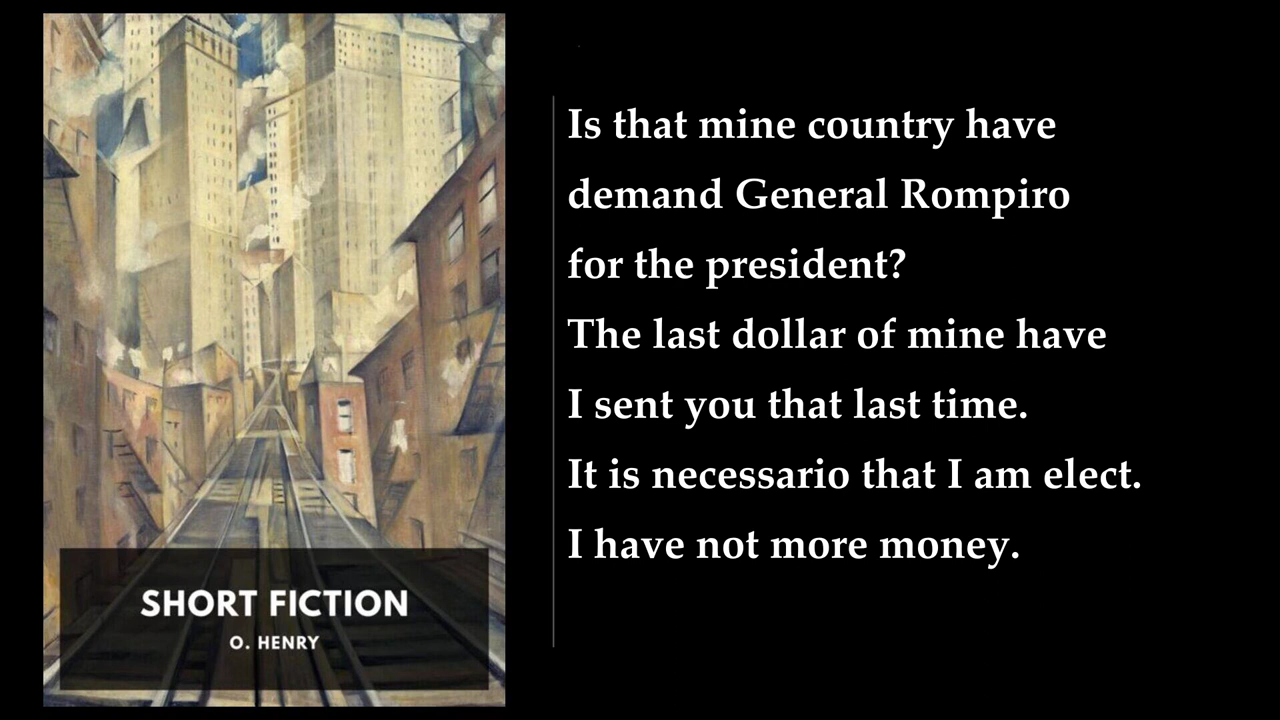 SHORT FICTION
O. HENRY
Is that mine country have
demand General Rompiro
for the president?
The last dollar of mine have
I sent you that last time.
It is necessario that I am elect.
I have not more money.